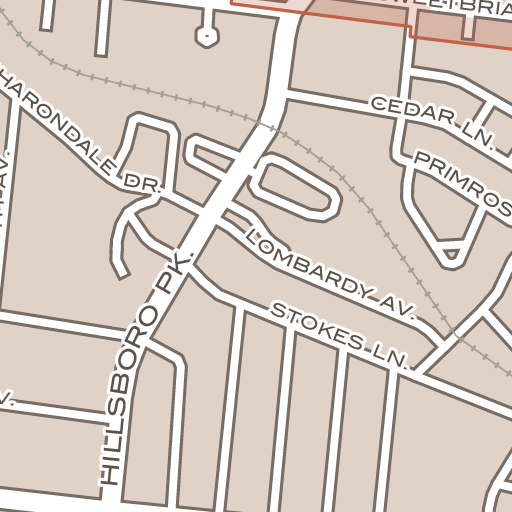 CEDAR LN.
HARONDALE DR.
PRIMROS
LOMBARDY AV.
STOKES LN.
HILLSBORO PK.
V.